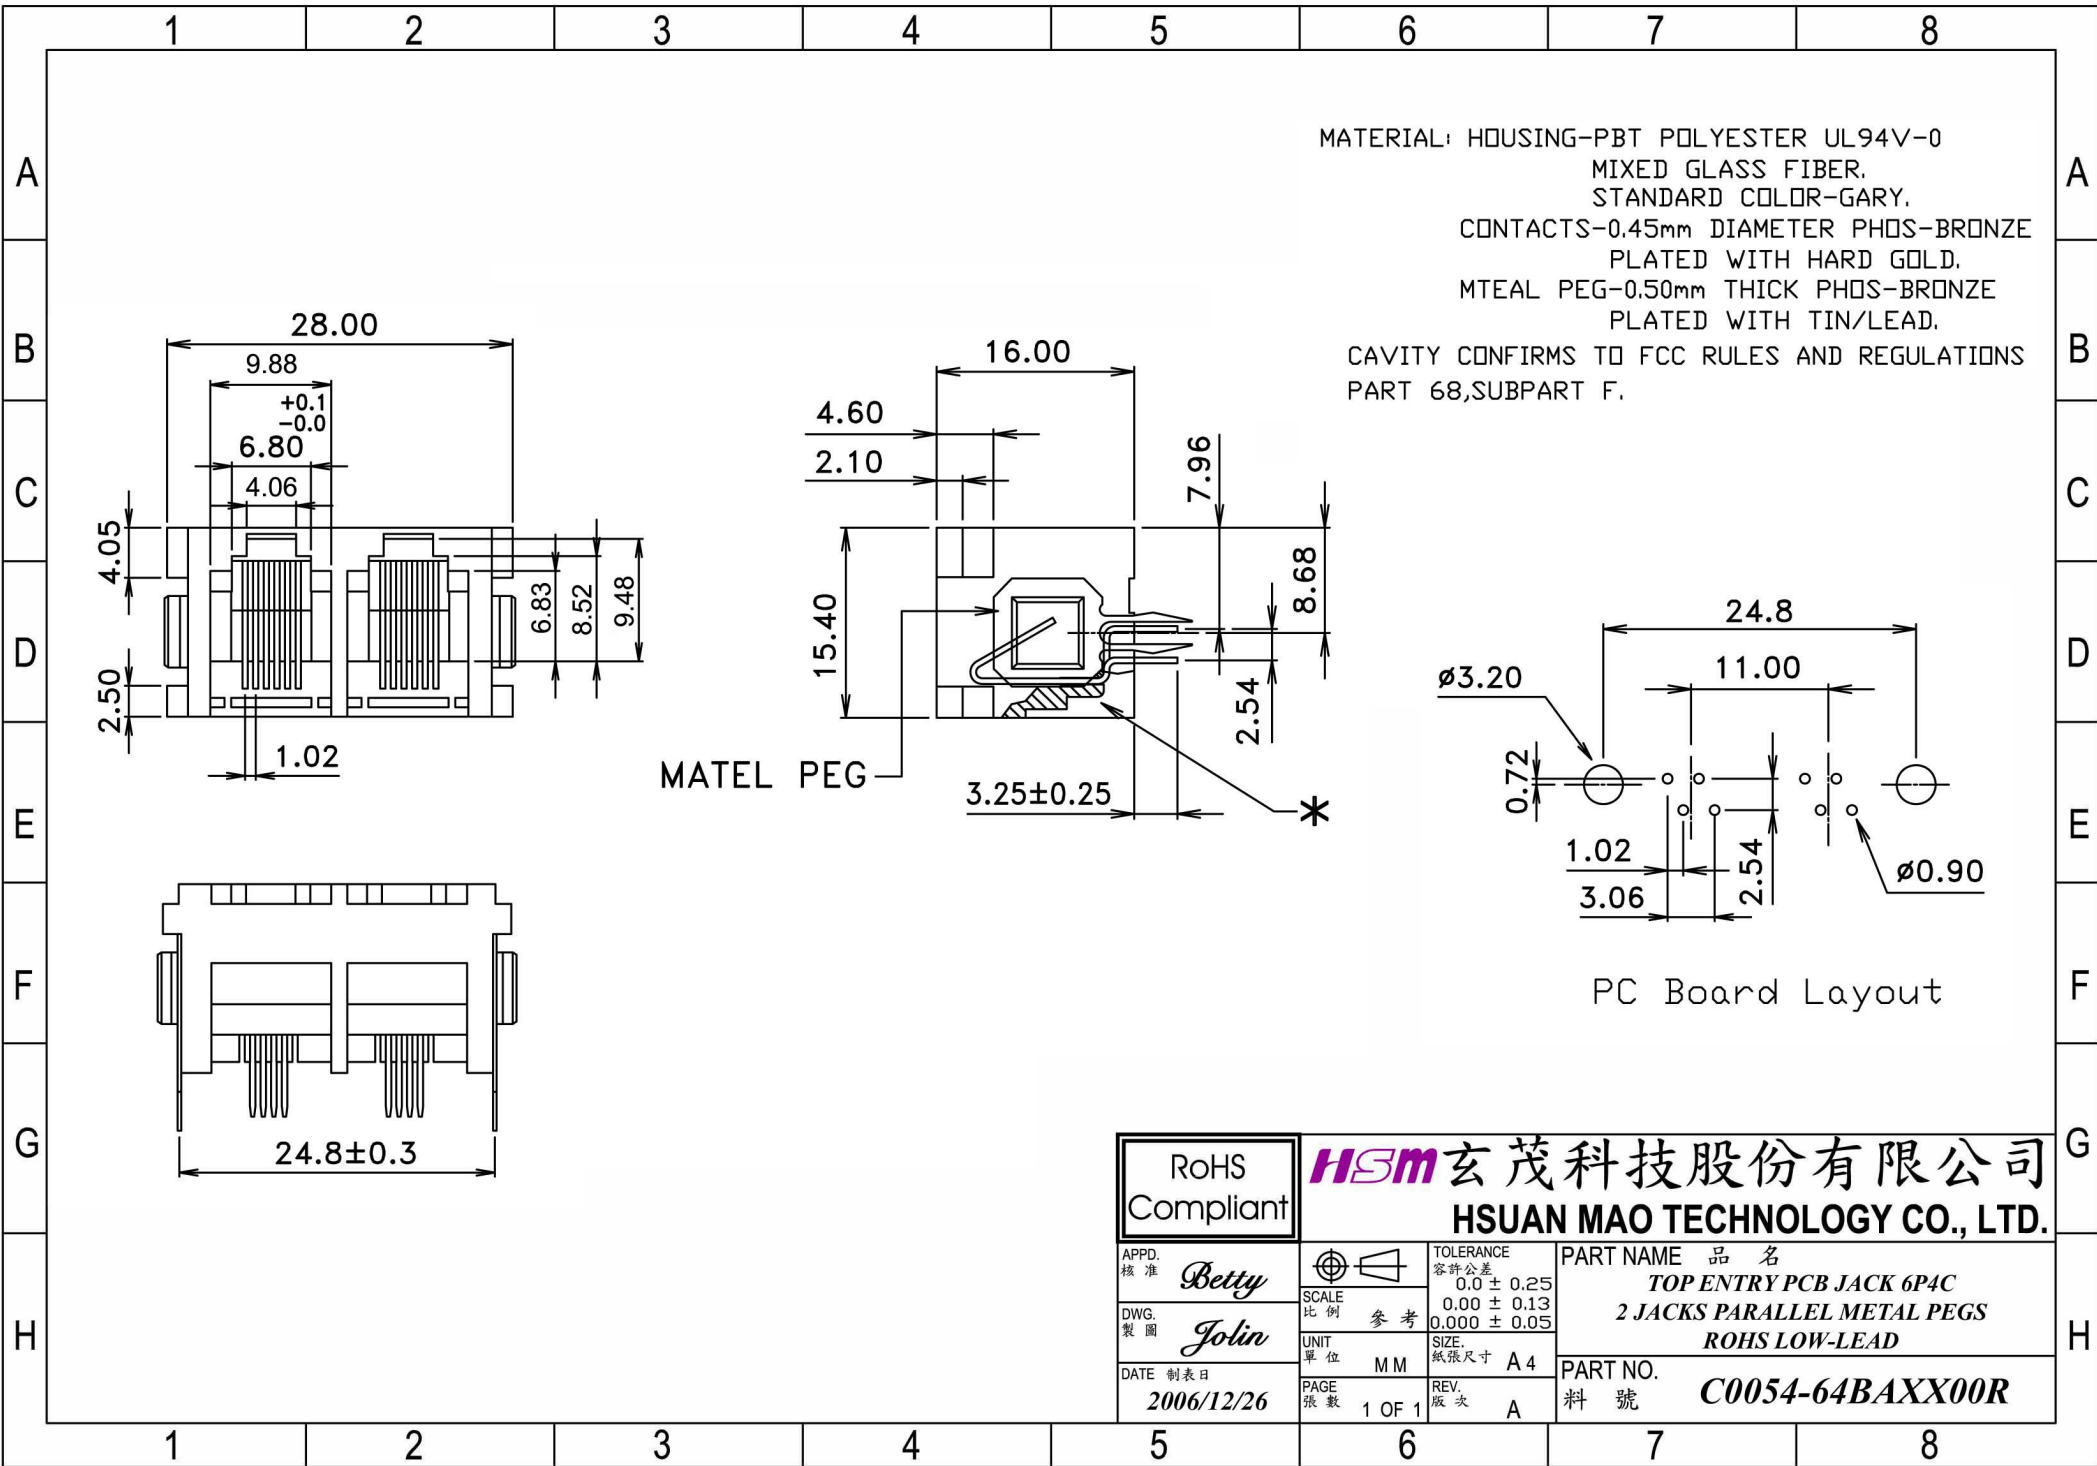 1 2 3 4 5 6 7 8
A A
B B
C C
D D
E E
F F
G G
H H
MATERIAL: HOUSING-PBT POLYESTER UL94V-0
MIXED GLASS FIBER.
STANDARD COLOR-GARY.
CONTACTS-0.45mm DIAMETER PHOS-BRONZE
PLATED WITH HARD GOLD.
MTEAL PEG-0.50mm THICK PHOS-BRONZE
PLATED WITH TIN/LEAD.
CAVITY CONFIRMS TO FCC RULES AND REGULATIONS
PART 68,SUBPART F.
28.00
9.88
+0.1
-0.0
6.80
4.06
4.05
2.50
6.83
8.52
9.48
1.02
16.00
4.60
2.10
7.96
8.68
15.40
2.54
MATEL PEG
3.25±0.25
*
24.8
11.00
ø3.20
0.72
1.02
3.06
2.54
ø0.90
PC Board Layout
24.8±0.3
RoHS
Compliant
HSM 玄茂科技股份有限公司
HSUAN MAO TECHNOLOGY CO., LTD.
APPD.
核 准
Betty
DWG.
製 圖
Jolin
DATE 制表日
2006/12/26
SCALE
比 例 參 考
UNIT
單 位 MM
PAGE
張 數 1 OF 1
TOLERANCE
容許公差
0.0 ± 0.25
0.00 ± 0.13
0.000 ± 0.05
SIZE.
紙張尺寸 A4
REV.
版 次 A
PART NAME 品 名
TOP ENTRY PCB JACK 6P4C
2 JACKS PARALLEL METAL PEGS
ROHS LOW-LEAD
PART NO.
料 號 C0054-64BAXX00R
1 2 3 4 5 6 7 8